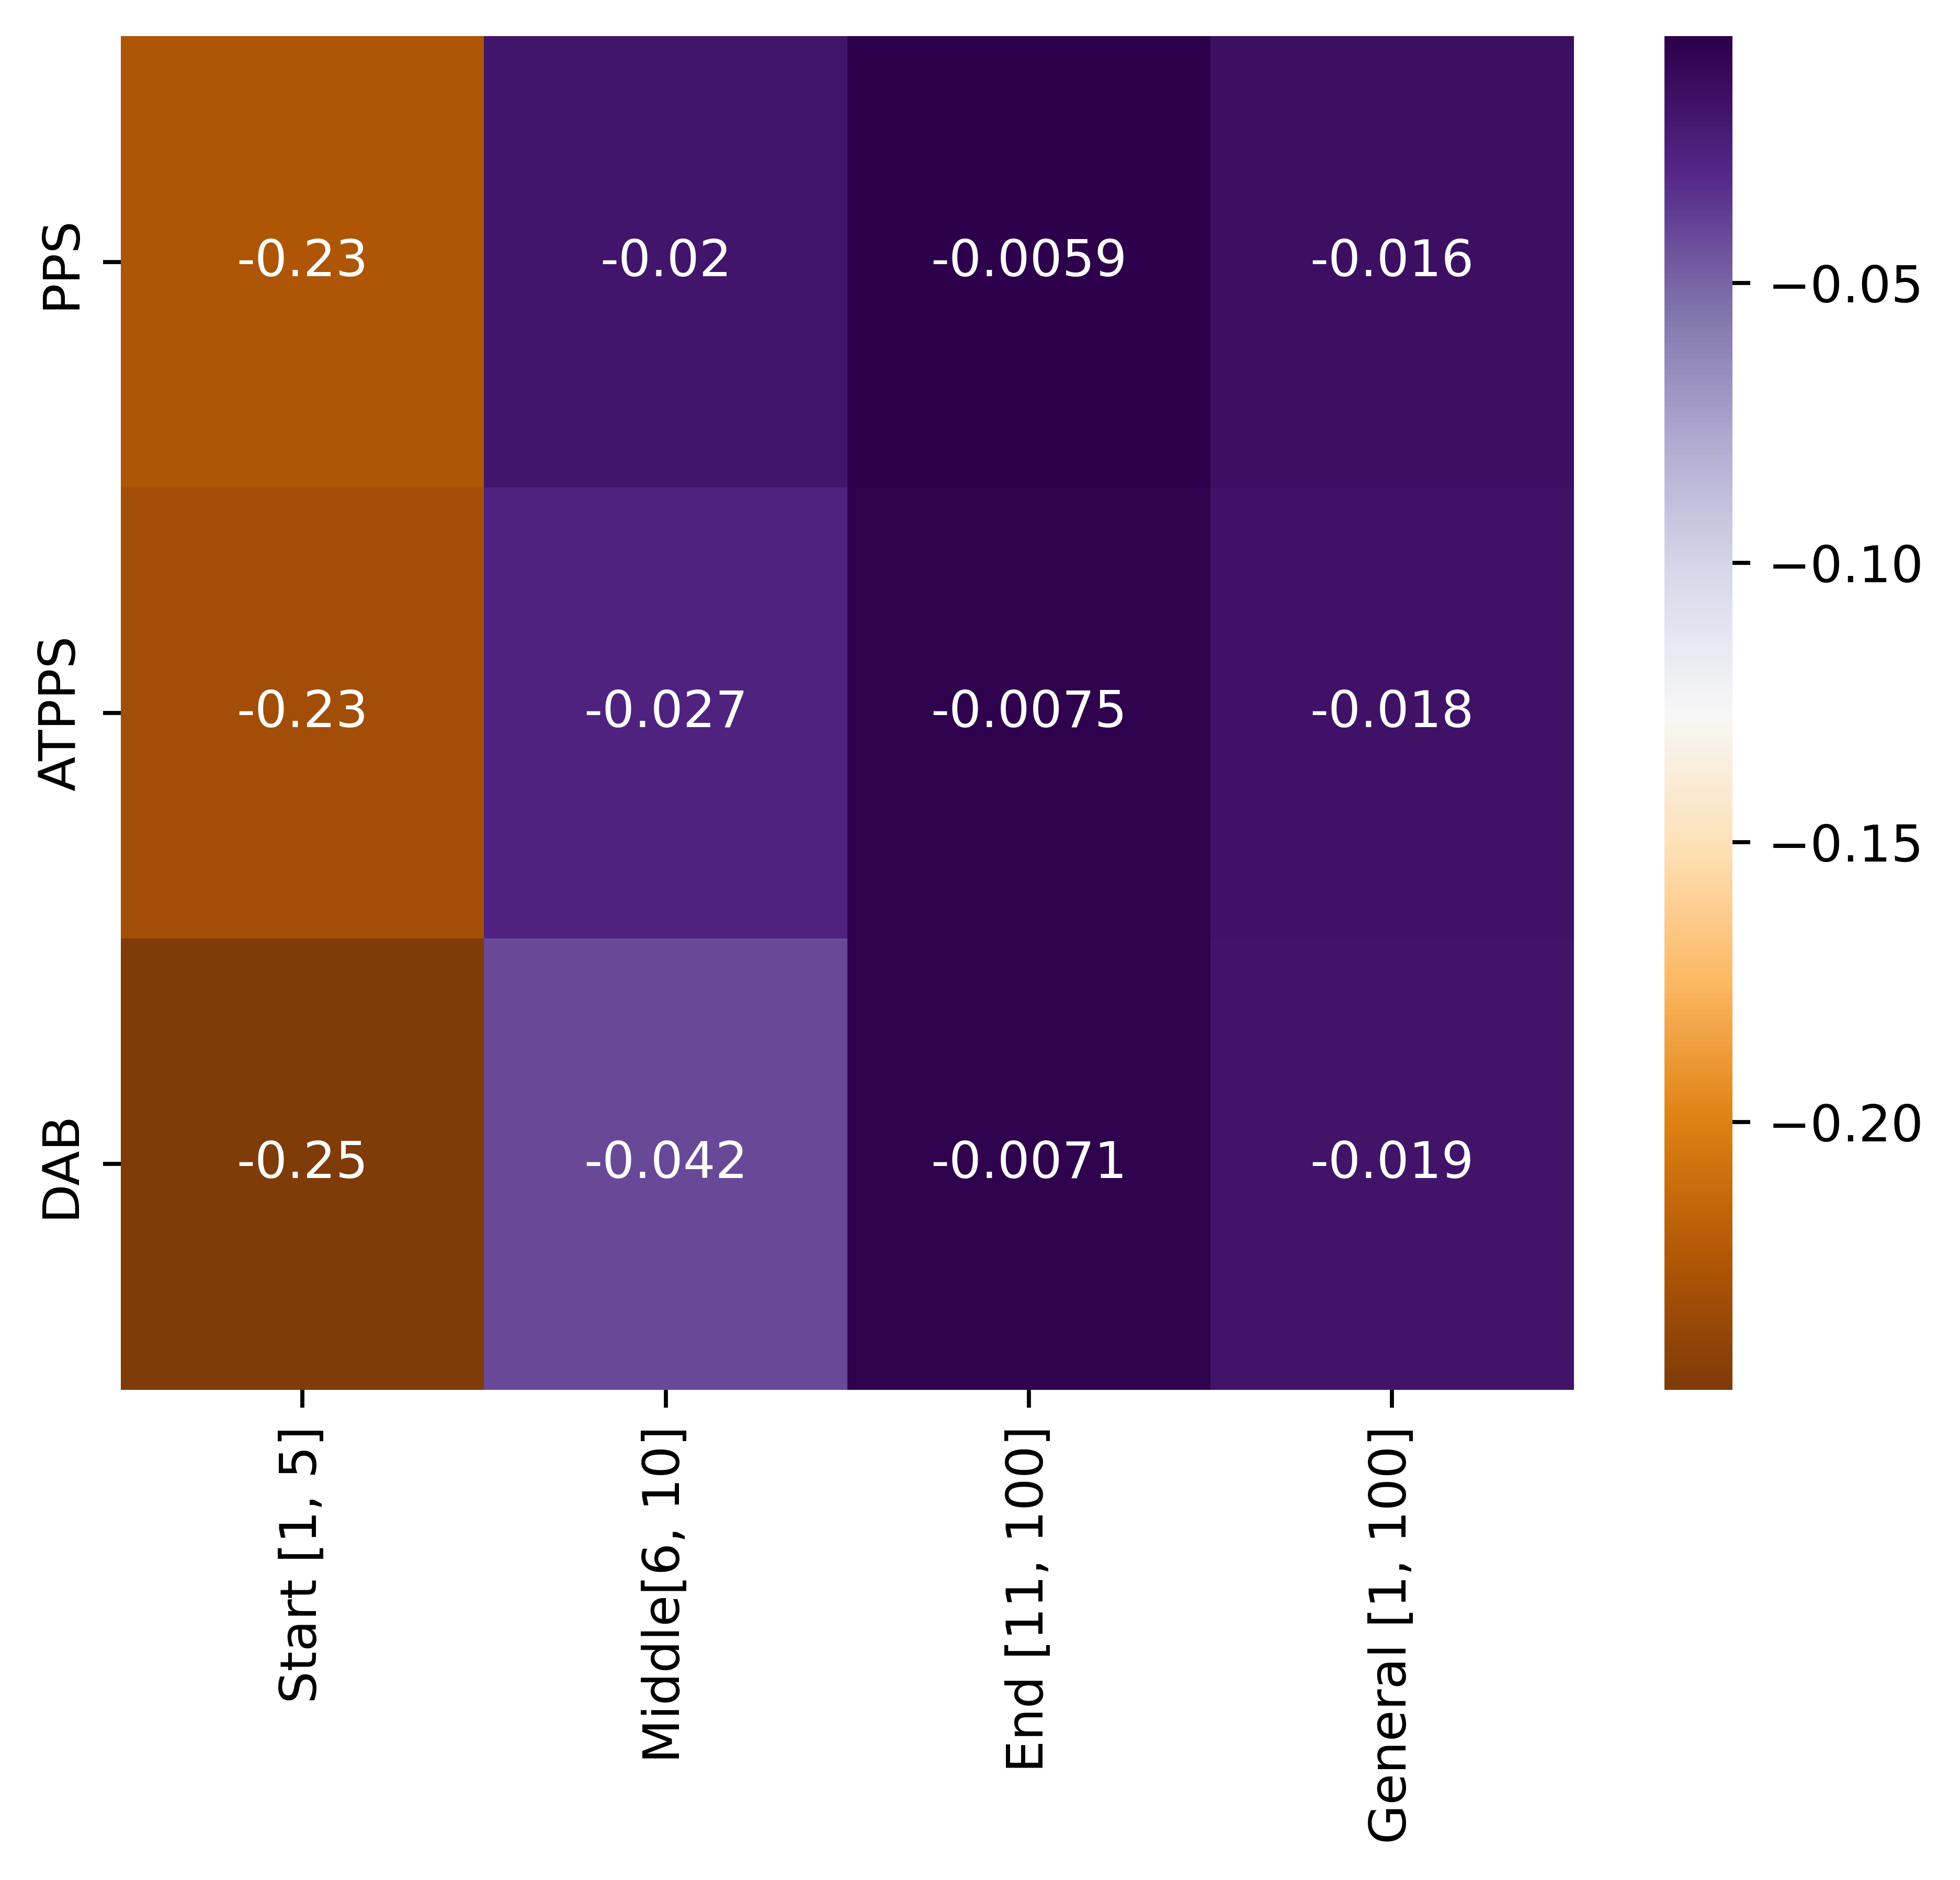 PPS -0.23 -0.02 -0.0059 -0.016
ATPPS -0.23 -0.027 -0.0075 -0.018
DAB -0.25 -0.042 -0.0071 -0.019
Start [1, 5]
Middle[6, 10]
End [11, 100]
General [1, 100]
−0.05
−0.10
−0.15
−0.20